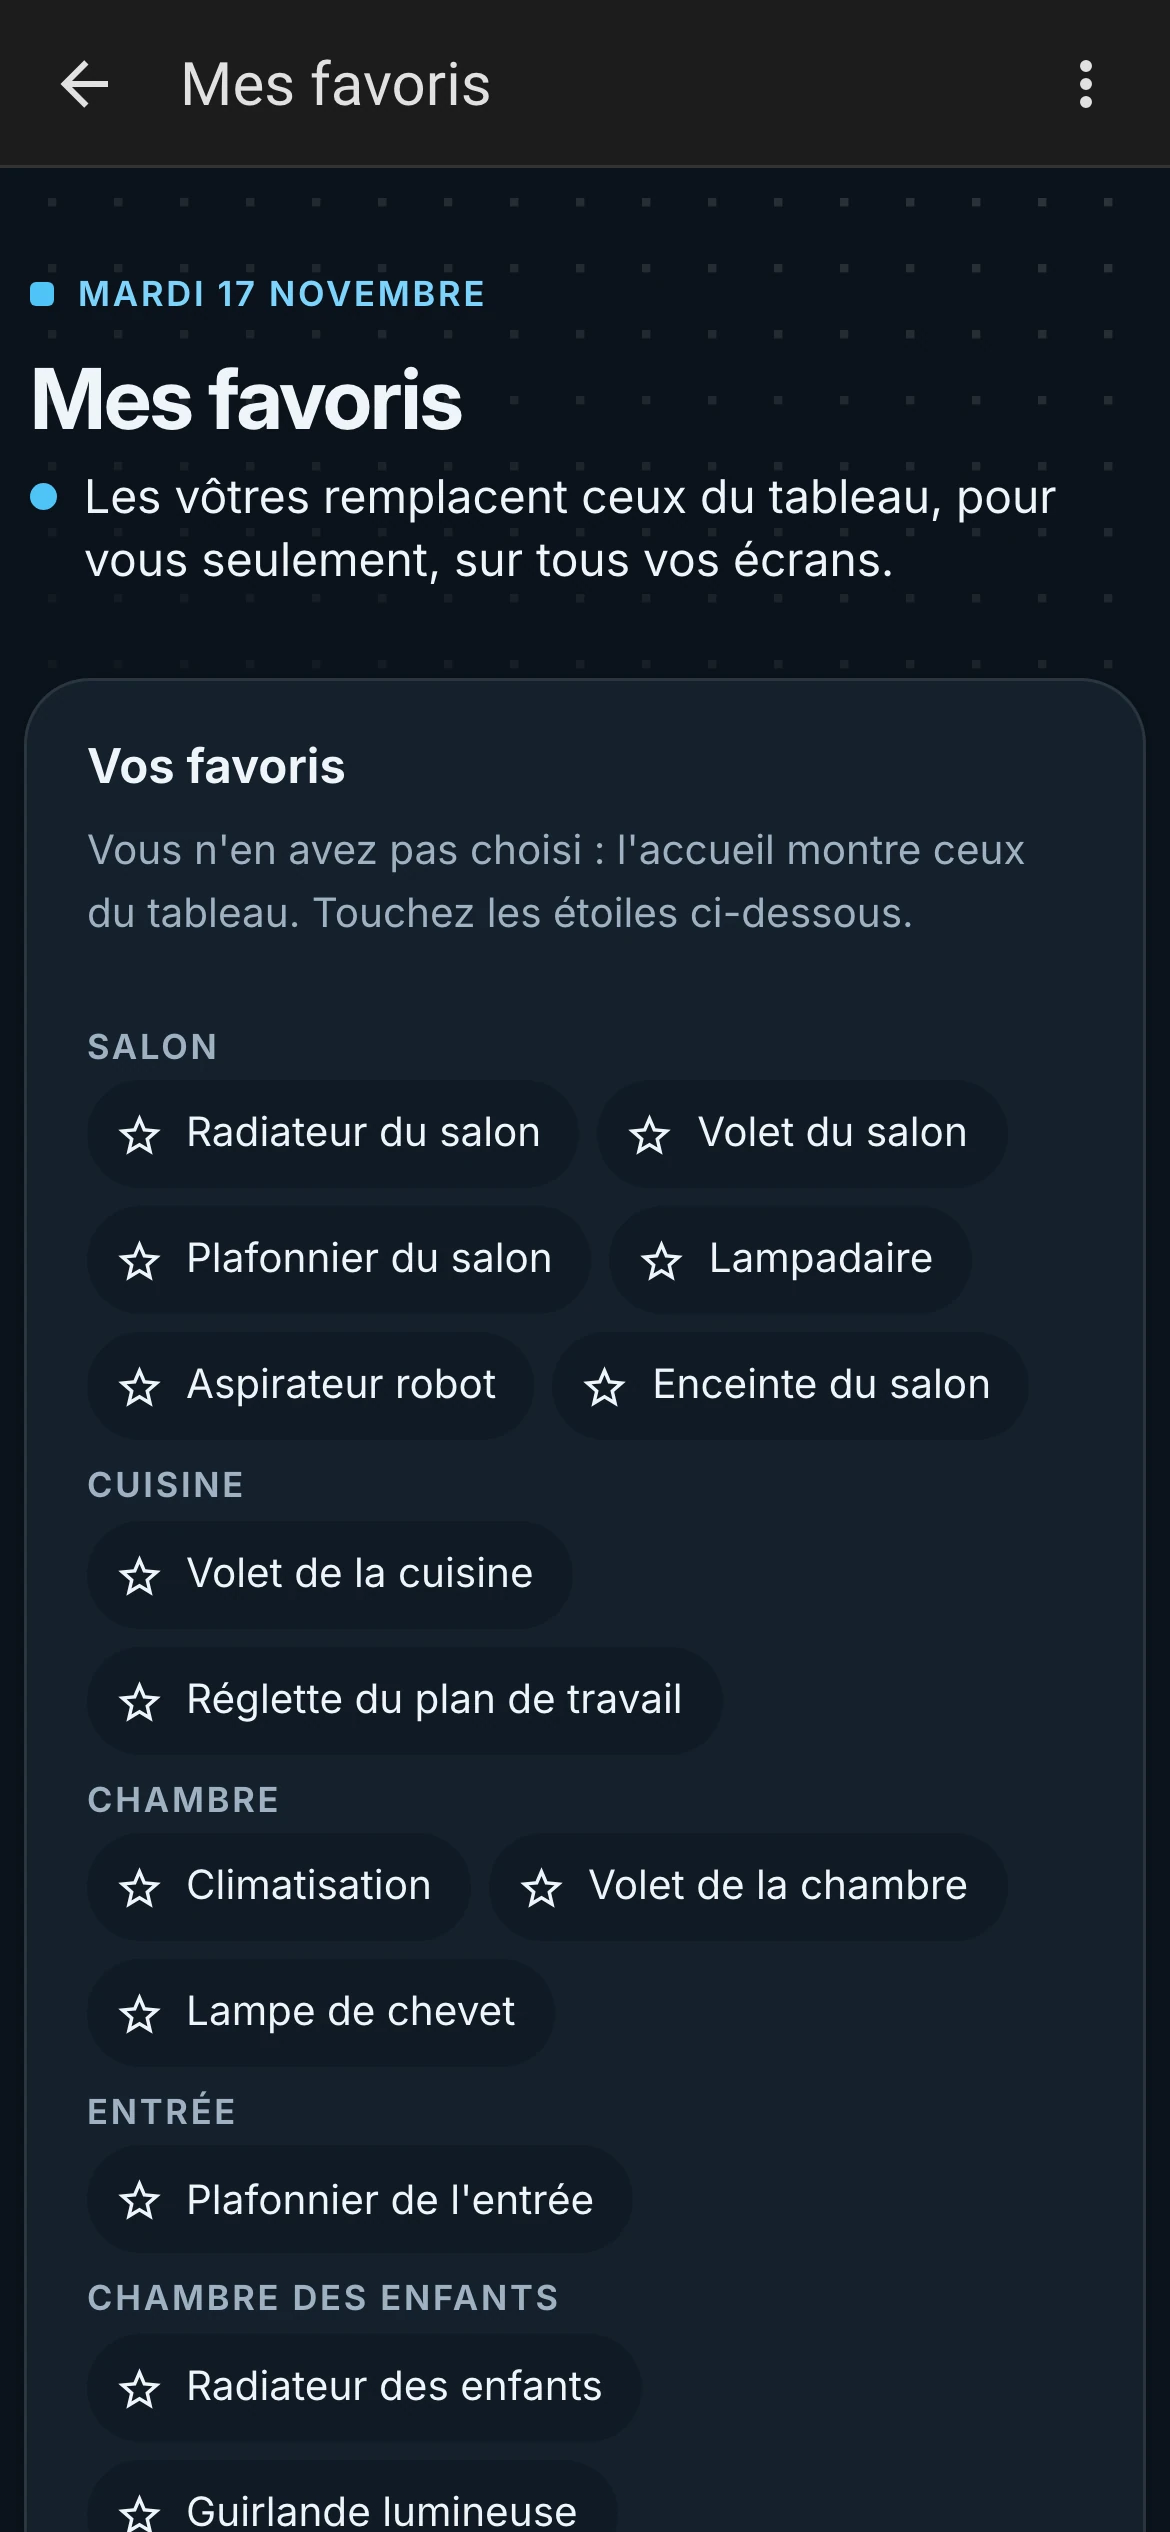 Mes favoris
MARDI 17 NOVEMBRE
Mes favoris
Les vôtres remplacent ceux du tableau, pour
vous seulement, sur tous vos écrans.
Vos favoris
Vous n'en avez pas choisi : l'accueil montre ceux
du tableau. Touchez les étoiles ci-dessous.
SALON
Radiateur du salon
Volet du salon
Plafonnier du salon
Lampadaire
Aspirateur robot
Enceinte du salon
CUISINE
Volet de la cuisine
Réglette du plan de travail
CHAMBRE
Climatisation
Volet de la chambre
Lampe de chevet
ENTRÉE
Plafonnier de l'entrée
CHAMBRE DES ENFANTS
Radiateur des enfants
Guirlande lumineuse